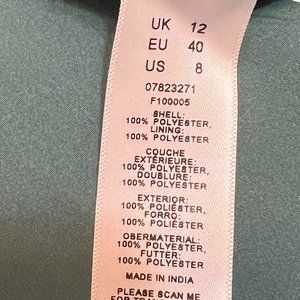 UK 12
EU 40
US 8
07823271
F100005
SHELL:
100% POLYESTER,
LINING:
100% POLYESTER
COUCHE
EXTÉRIEURE:
100% POLYESTER,
DOUBLURE:
100% POLYESTER
EXTERIOR:
100% POLIÉSTER,
FORRO:
100% POLIÉSTER
OBERMATERIAL:
100% POLYESTER,
FUTTER:
100% POLYESTER
MADE IN INDIA
PLEASE SCAN ME